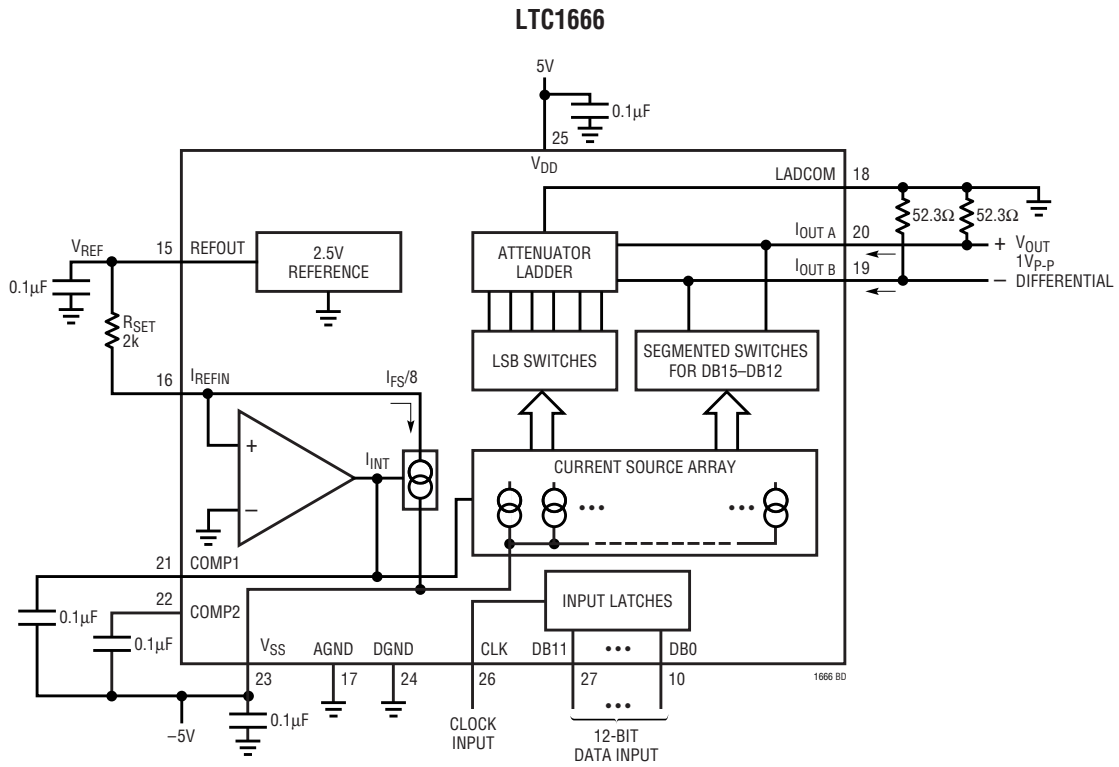 LTC1666
5V
0.1µF
25
VDD
LADCOM
18
52.3Ω
52.3Ω
IOUT A
20
+
VOUT
1VP-P
DIFFERENTIAL
–
IOUT B
19
VREF
15
REFOUT
2.5V
REFERENCE
0.1µF
RSET
2k
ATTENUATOR
LADDER
LSB SWITCHES
SEGMENTED SWITCHES
FOR DB15–DB12
16
IREFIN
IFS/8
+
–
IINT
CURRENT SOURCE ARRAY
•••
•••
21
COMP1
0.1µF
22
COMP2
0.1µF
INPUT LATCHES
VSS
AGND
DGND
CLK
DB11
•••
DB0
23
17
24
26
27
10
1666 BD
–5V
0.1µF
CLOCK
INPUT
•••
12-BIT
DATA INPUT